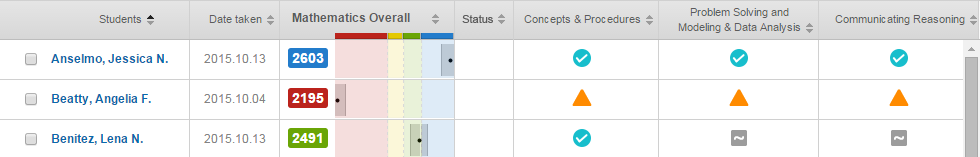 Students Date taken Mathematics Overall Status Concepts & Procedures Problem Solving and Modeling & Data Analysis Communicating Reasoning
Anselmo, Jessica N. 2015.10.13 2603
Beatty, Angelia F. 2015.10.04 2195
Benitez, Lena N. 2015.10.13 2491